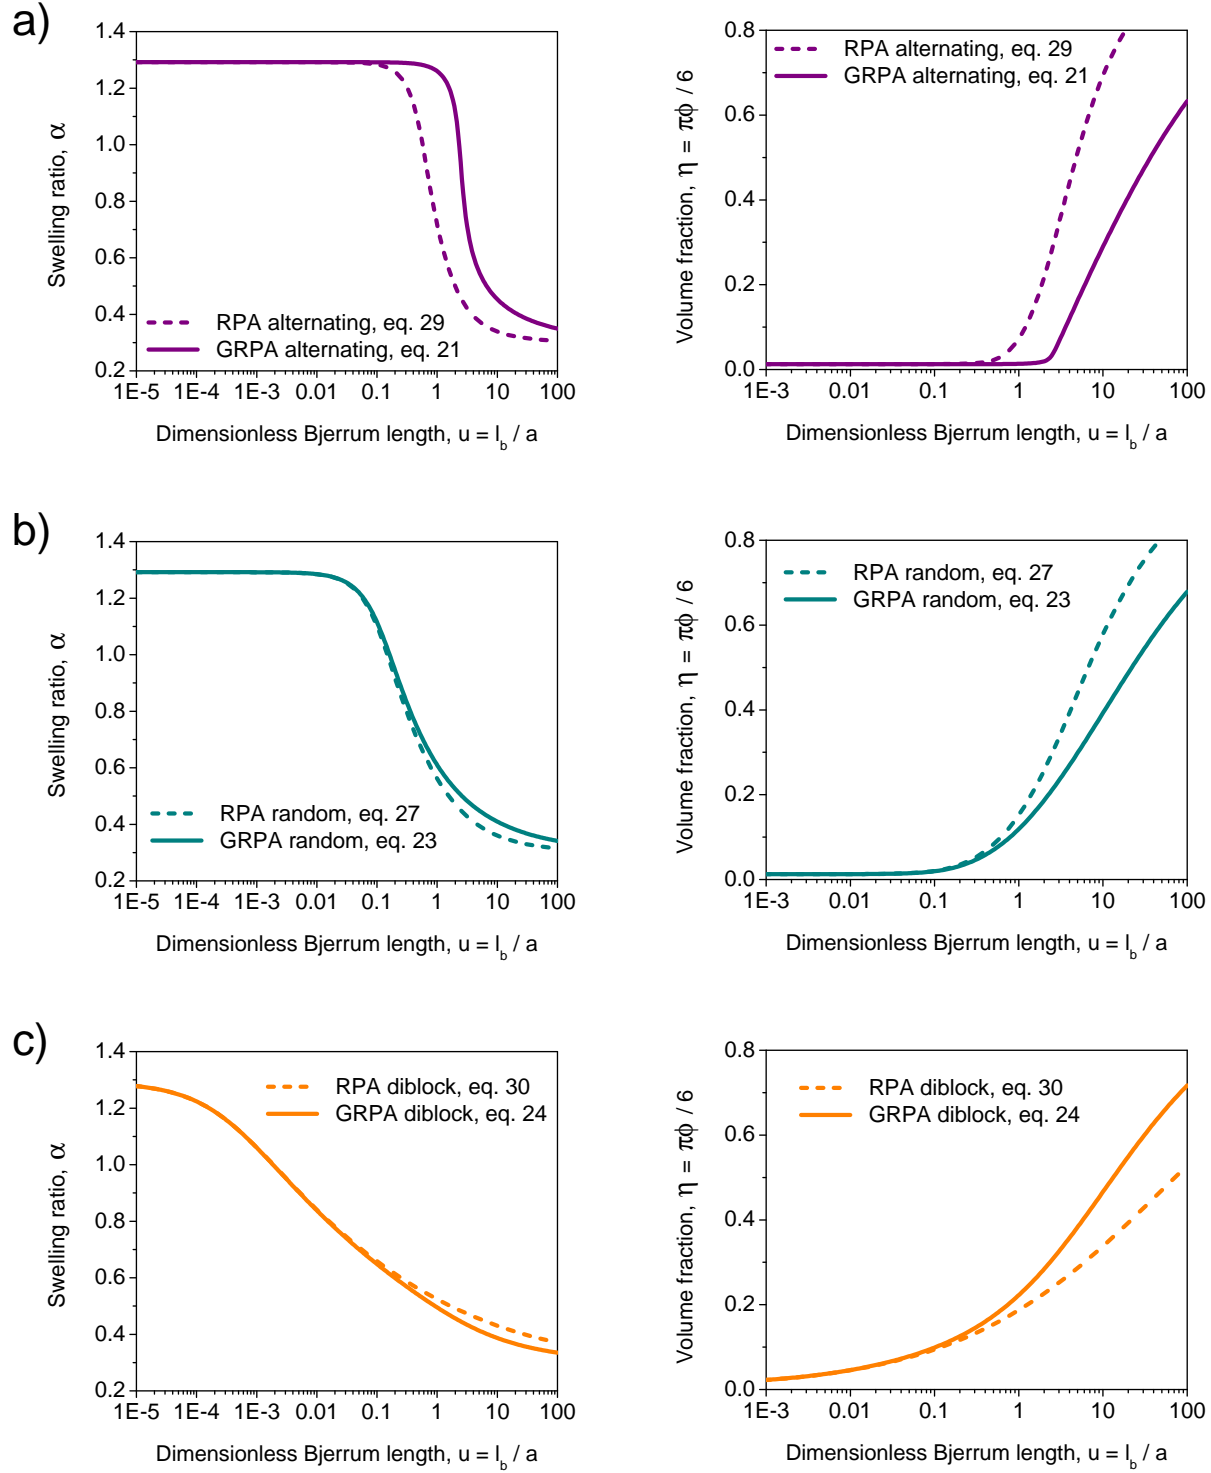 a)
1.4
1.2
1.0
0.8
0.6
0.4
0.2
Swelling ratio, α
RPA alternating, eq. 29
GRPA alternating, eq. 21
1E-5 1E-4 1E-3 0.01 0.1 1 10 100
Dimensionless Bjerrum length, u = l_b / a
0.8
0.6
0.4
0.2
0.0
Volume fraction, η = πϕ / 6
RPA alternating, eq. 29
GRPA alternating, eq. 21
1E-3 0.01 0.1 1 10 100
Dimensionless Bjerrum length, u = l_b / a
b)
1.4
1.2
1.0
0.8
0.6
0.4
0.2
Swelling ratio, α
RPA random, eq. 27
GRPA random, eq. 23
1E-5 1E-4 1E-3 0.01 0.1 1 10 100
Dimensionless Bjerrum length, u = l_b / a
0.8
0.6
0.4
0.2
0.0
Volume fraction, η = πϕ / 6
RPA random, eq. 27
GRPA random, eq. 23
1E-3 0.01 0.1 1 10 100
Dimensionless Bjerrum length, u = l_b / a
c)
1.4
1.2
1.0
0.8
0.6
0.4
0.2
Swelling ratio, α
RPA diblock, eq. 30
GRPA diblock, eq. 24
1E-5 1E-4 1E-3 0.01 0.1 1 10 100
Dimensionless Bjerrum length, u = l_b / a
0.8
0.6
0.4
0.2
0.0
Volume fraction, η = πϕ / 6
RPA diblock, eq. 30
GRPA diblock, eq. 24
1E-3 0.01 0.1 1 10 100
Dimensionless Bjerrum length, u = l_b / a